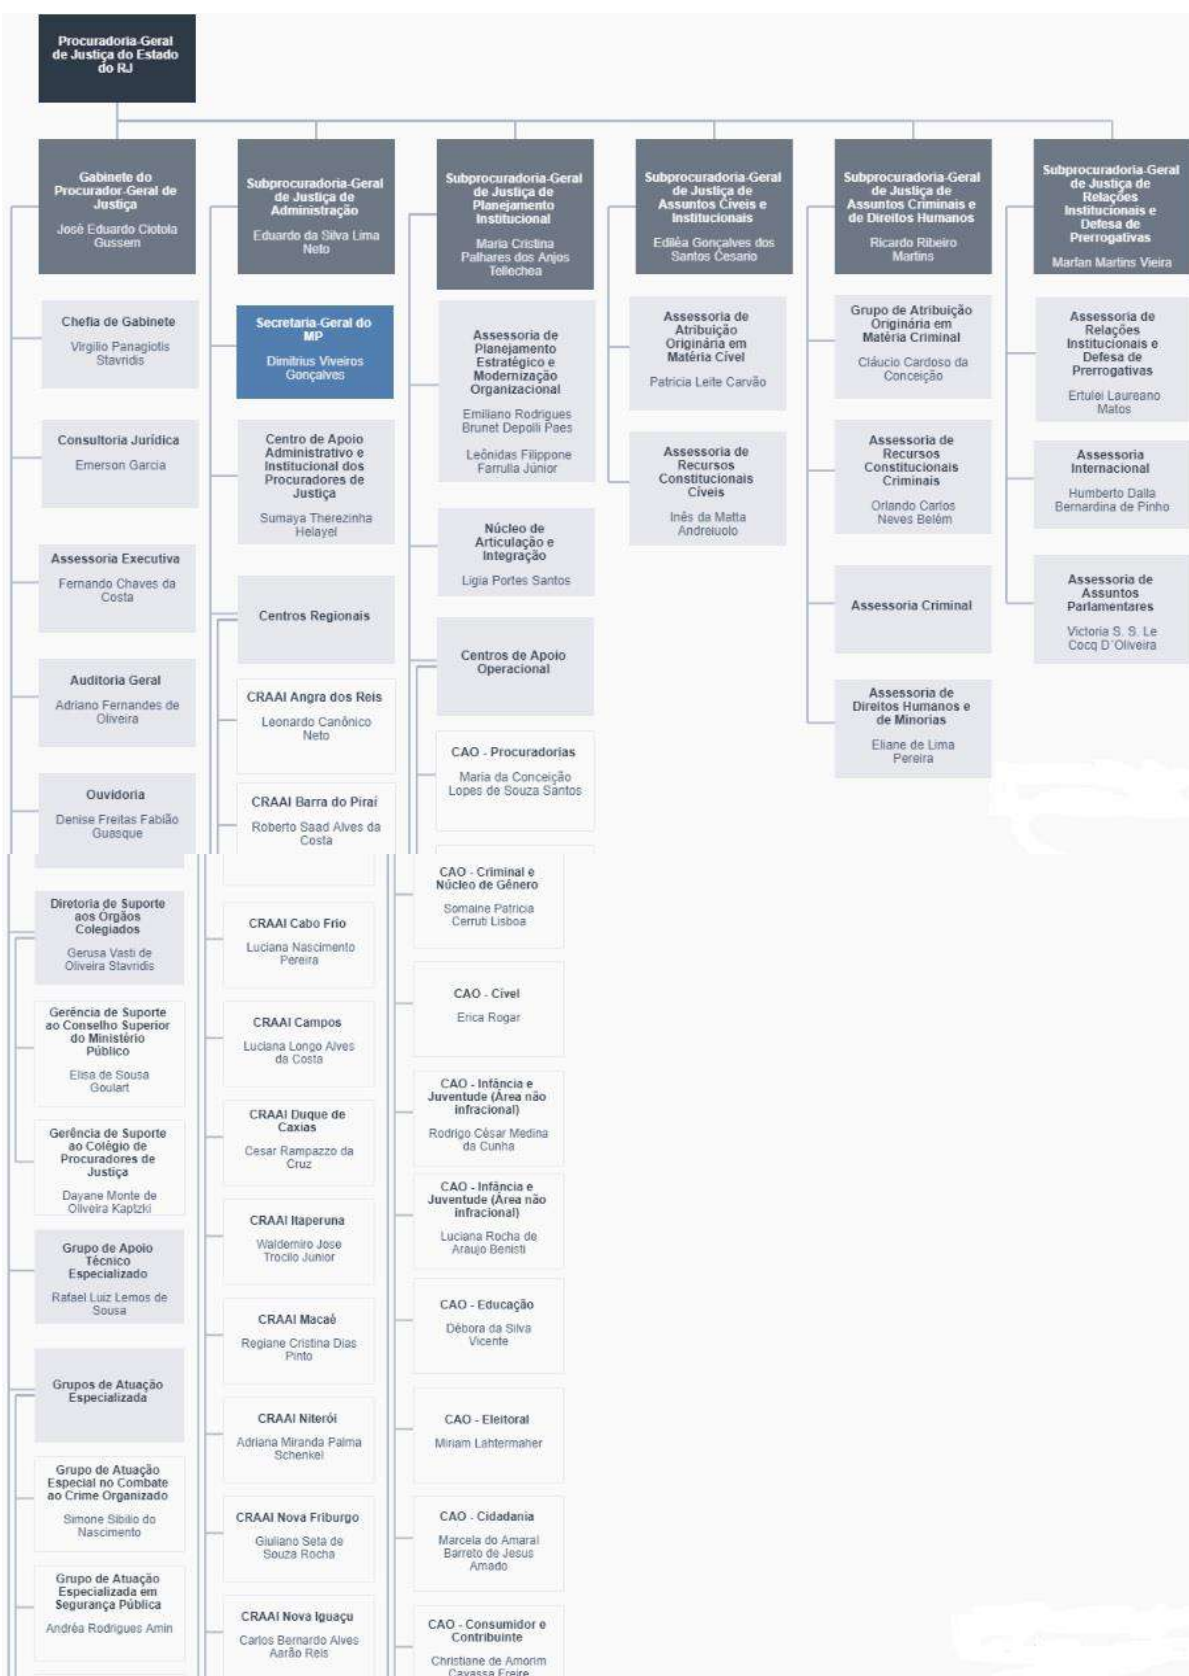 Procuradoria-Geral
de Justiça do Estado
do RJ
Gabinete do
Procurador-Geral de
Justiça
José Eduardo Ciotola
Gussem
Chefia de Gabinete
Virgilio Panagiotis
Stavridis
Consultoria Jurídica
Emerson Garcia
Assessoria Executiva
Fernando Chaves da
Costa
Auditoria Geral
Adriano Fernandes de
Oliveira
Ouvidoria
Denise Freitas Fabião
Guasque
Diretoria de Suporte
aos Orgãos
Colegiados
Gerusa Vasti de
Oliveira Stavridis
Gerência de Suporte
ao Conselho Superior
do Ministério
Público
Elisa de Sousa
Goulart
Gerência de Suporte
ao Colégio de
Procuradores de
Justiça
Dayane Monte de
Oliveira Kaptzki
Grupo de Apoio
Técnico
Especializado
Rafael Luiz Lemos de
Sousa
Grupos de Atuação
Especializada
Grupo de Atuação
Especial no Combate
ao Crime Organizado
Simone Sibilio do
Nascimento
Grupo de Atuação
Especializada em
Segurança Pública
Andréa Rodrigues Amin
Subprocuradoria-Geral
de Justiça de
Administração
Eduardo da Silva Lima
Neto
Secretaria-Geral do
MP
Dimitrius Viveiros
Gonçalves
Centro de Apoio
Administrativo e
Institucional dos
Procuradores de
Justiça
Sumaya Therezinha
Helayel
Centros Regionais
CRAAI Angra dos Reis
Leonardo Canônico
Neto
CRAAI Barra do Piraí
Roberto Saad Alves da
Costa
CRAAI Cabo Frio
Luciana Nascimento
Pereira
CRAAI Campos
Luciana Longo Alves
da Costa
CRAAI Duque de
Caxias
Cesar Rampazzo da
Cruz
CRAAI Itaperuna
Waldemiro Jose
Trocilo Junior
CRAAI Macaé
Regiane Cristina Dias
Pinto
CRAAI Niterói
Adriana Miranda Palma
Schenkel
CRAAI Nova Friburgo
Giuliano Seta de
Souza Rocha
CRAAI Nova Iguaçu
Carlos Bernardo Alves
Aarão Reis
Subprocuradoria-Geral
de Justiça de
Planejamento
Institucional
Maria Cristina
Palhares dos Anjos
Tellechea
Assessoria de
Planejamento
Estratégico e
Modernização
Organizacional
Emiliano Rodrigues
Brunet Depolli Paes
Leônidas Filippone
Farrulla Júnior
Núcleo de
Articulação e
Integração
Ligia Portes Santos
Centros de Apoio
Operacional
CAO - Procuradorias
Maria da Conceição
Lopes de Souza Santos
CAO - Criminal e
Núcleo de Gênero
Somaine Patricia
Cerruti Lisboa
CAO - Cível
Erica Rogar
CAO - Infância e
Juventude (Área não
infracional)
Rodrigo César Medina
da Cunha
CAO - Infância e
Juventude (Área não
infracional)
Luciana Rocha de
Araujo Benisti
CAO - Educação
Débora da Silva
Vicente
CAO - Eleitoral
Miriam Lahtermaher
CAO - Cidadania
Marcela do Amaral
Barreto de Jesus
Amado
CAO - Consumidor e
Contribuinte
Christiane de Amorim
Cavassa Freire
Subprocuradoria-Geral
de Justiça de
Assuntos Cíveis e
Institucionais
Ediléa Gonçalves dos
Santos Cesario
Assessoria de
Atribuição
Originária em
Matéria Cível
Patricia Leite Carvão
Assessoria de
Recursos
Constitucionais
Cíveis
Inês da Matta
Andreiuolo
Subprocuradoria-Geral
de Justiça de
Assuntos Criminais e
de Direitos Humanos
Ricardo Ribeiro
Martins
Grupo de Atribuição
Originária em
Matéria Criminal
Cláucio Cardoso da
Conceição
Assessoria de
Recursos
Constitucionais
Criminais
Orlando Carlos
Neves Belém
Assessoria Criminal
Assessoria de
Direitos Humanos e
de Minorias
Eliane de Lima
Pereira
Subprocuradoria-Geral
de Justiça de
Relações
Institucionais e
Defesa de
Prerrogativas
Marfan Martins Vieira
Assessoria de
Relações
Institucionais e
Defesa de
Prerrogativas
Ertulei Laureano
Matos
Assessoria
Internacional
Humberto Dalla
Bernardina de Pinho
Assessoria de
Assuntos
Parlamentares
Victoria S. S. Le
Cocq D´Oliveira